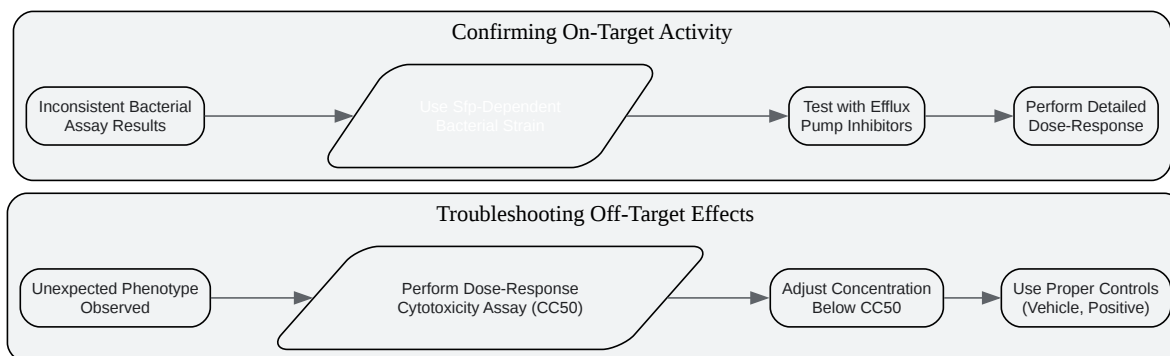 Confirming On-Target Activity
Inconsistent Bacterial
Assay Results
Use Sfp-Dependent
Bacterial Strain
Test with Efflux
Pump Inhibitors
Perform Detailed
Dose-Response
Troubleshooting Off-Target Effects
Unexpected Phenotype
Observed
Perform Dose-Response
Cytotoxicity Assay (CC50)
Adjust Concentration
Below CC50
Use Proper Controls
(Vehicle, Positive)